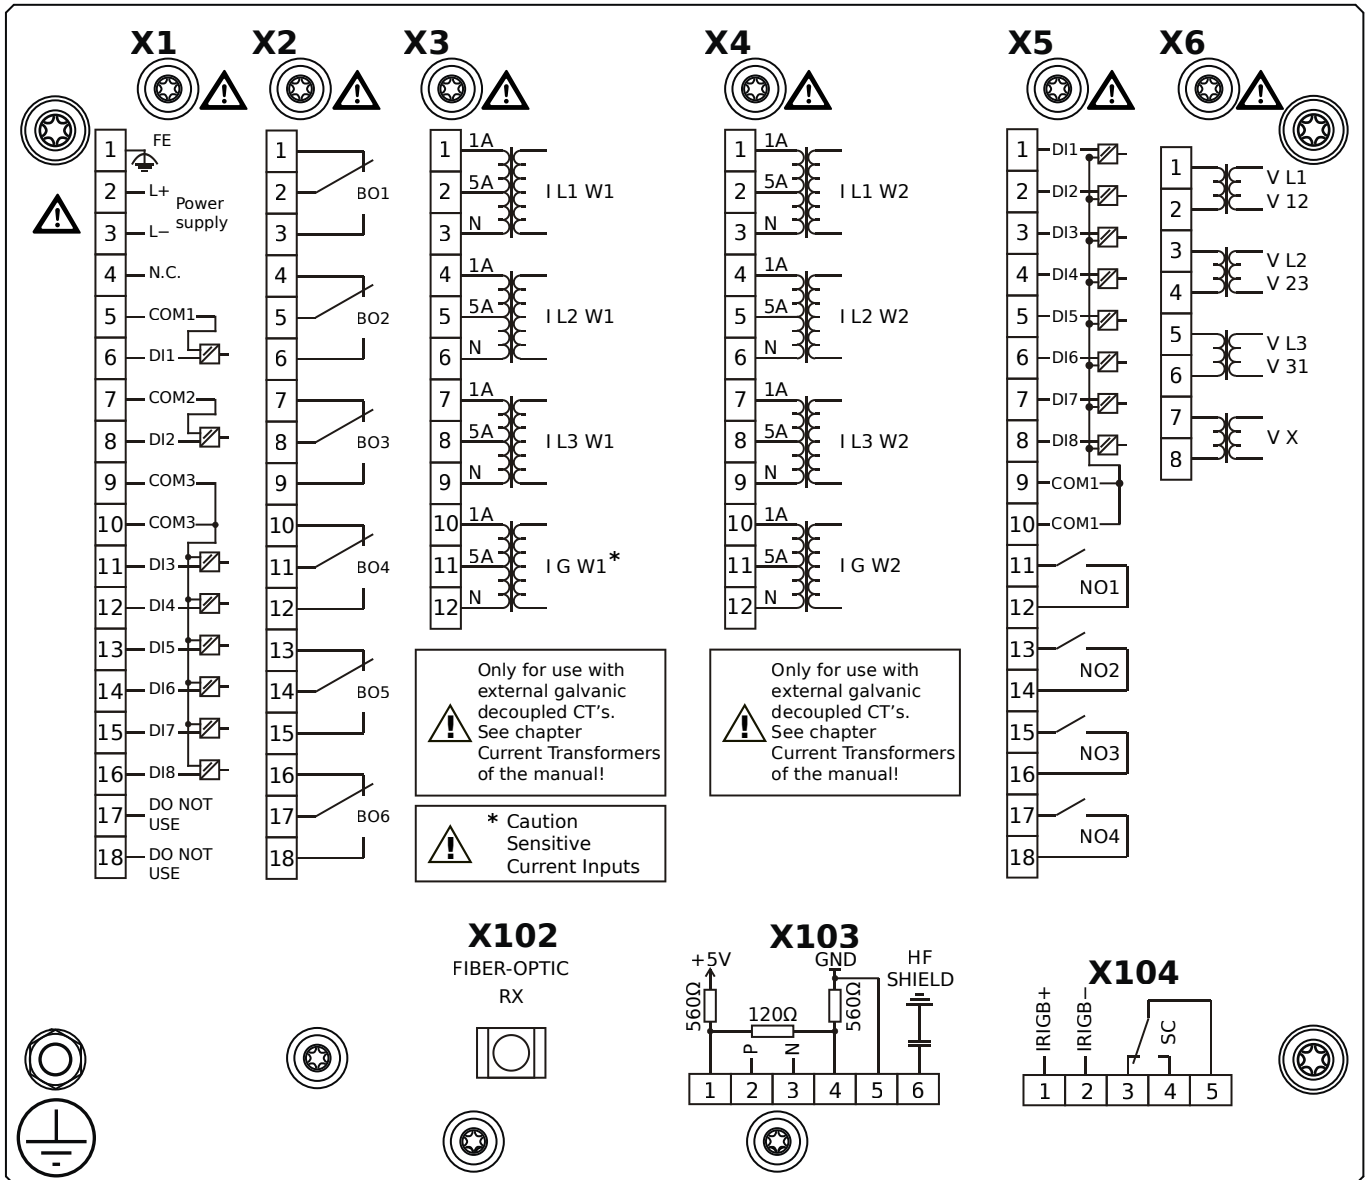 X1
X2
X3
X4
X5
X6
1 FE
2 L+
Power
supply
3 L−
4 N.C.
5 COM1
6 DI1
7 COM2
8 DI2
9 COM3
10 COM3
11 DI3
12 DI4
13 DI5
14 DI6
15 DI7
16 DI8
17 DO NOT
USE
18 DO NOT
USE
1
2 BO1
3
4
5 BO2
6
7
8 BO3
9
10
11 BO4
12
13
14 BO5
15
16
17 BO6
18
1 1A
2 5A I L1 W1
3 N
4 1A
5 5A I L2 W1
6 N
7 1A
8 5A I L3 W1
9 N
10 1A
11 5A I G W1*
12 N
Only for use with
external galvanic
decoupled CT's.
See chapter
Current Transformers
of the manual!
* Caution
Sensitive
Current Inputs
1 1A
2 5A I L1 W2
3 N
4 1A
5 5A I L2 W2
6 N
7 1A
8 5A I L3 W2
9 N
10 1A
11 5A I G W2
12 N
Only for use with
external galvanic
decoupled CT's.
See chapter
Current Transformers
of the manual!
1 DI1
2 DI2
3 DI3
4 DI4
5 DI5
6 DI6
7 DI7
8 DI8
9 COM1
10 COM1
11
NO1
12
13
NO2
14
15
NO3
16
17
NO4
18
1
V L1
2 V 12
3
V L2
4 V 23
5
V L3
6 V 31
7
V X
8
X102
FIBER-OPTIC
RX
X103
+5V GND HF
SHIELD
560Ω 120Ω 560Ω
P N
1 2 3 4 5 6
X104
IRIGB+ IRIGB− SC
1 2 3 4 5